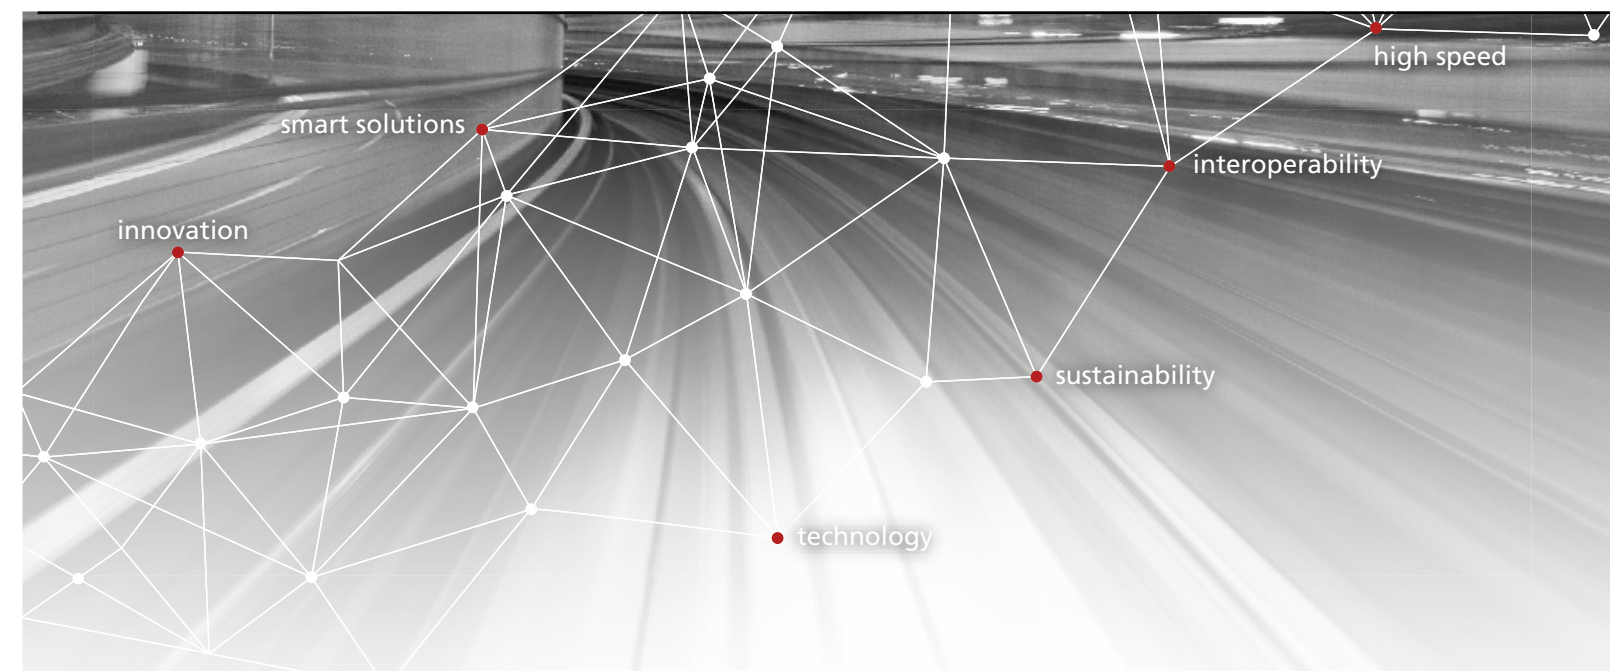 high speed
smart solutions
interoperability
innovation
sustainability
technology